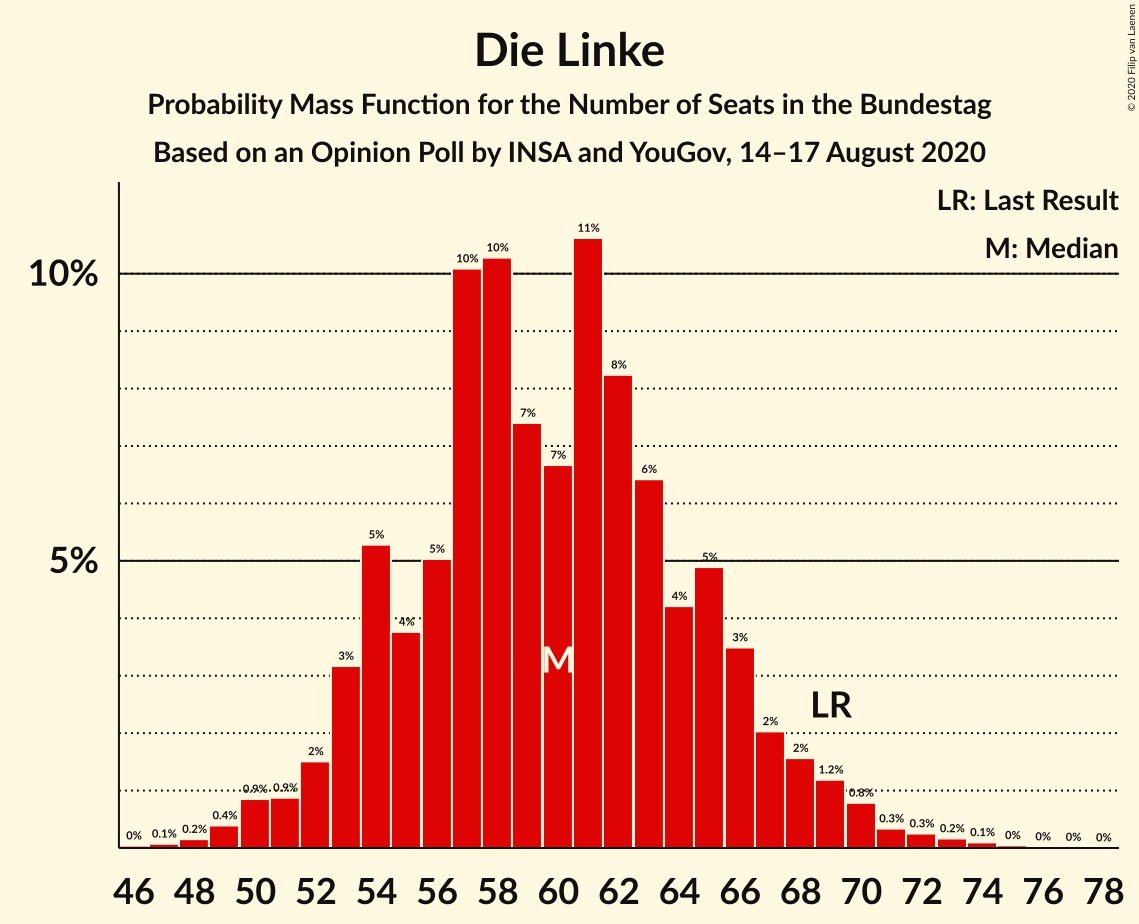 Die Linke
Probability Mass Function for the Number of Seats in the Bundestag
Based on an Opinion Poll by INSA and YouGov, 14–17 August 2020
© 2020 Filip van Laenen
LR: Last Result
M: Median
10%
5%
0% 0.1% 0.2% 0.4% 0.9% 0.9% 2% 3% 5% 4% 5% 10% 10% 7% 7% 11% 8% 6% 4% 5% 3% 2% 2% 1.2% 0.8% 0.3% 0.3% 0.2% 0.1% 0% 0% 0% 0%
M
LR
46 48 50 52 54 56 58 60 62 64 66 68 70 72 74 76 78